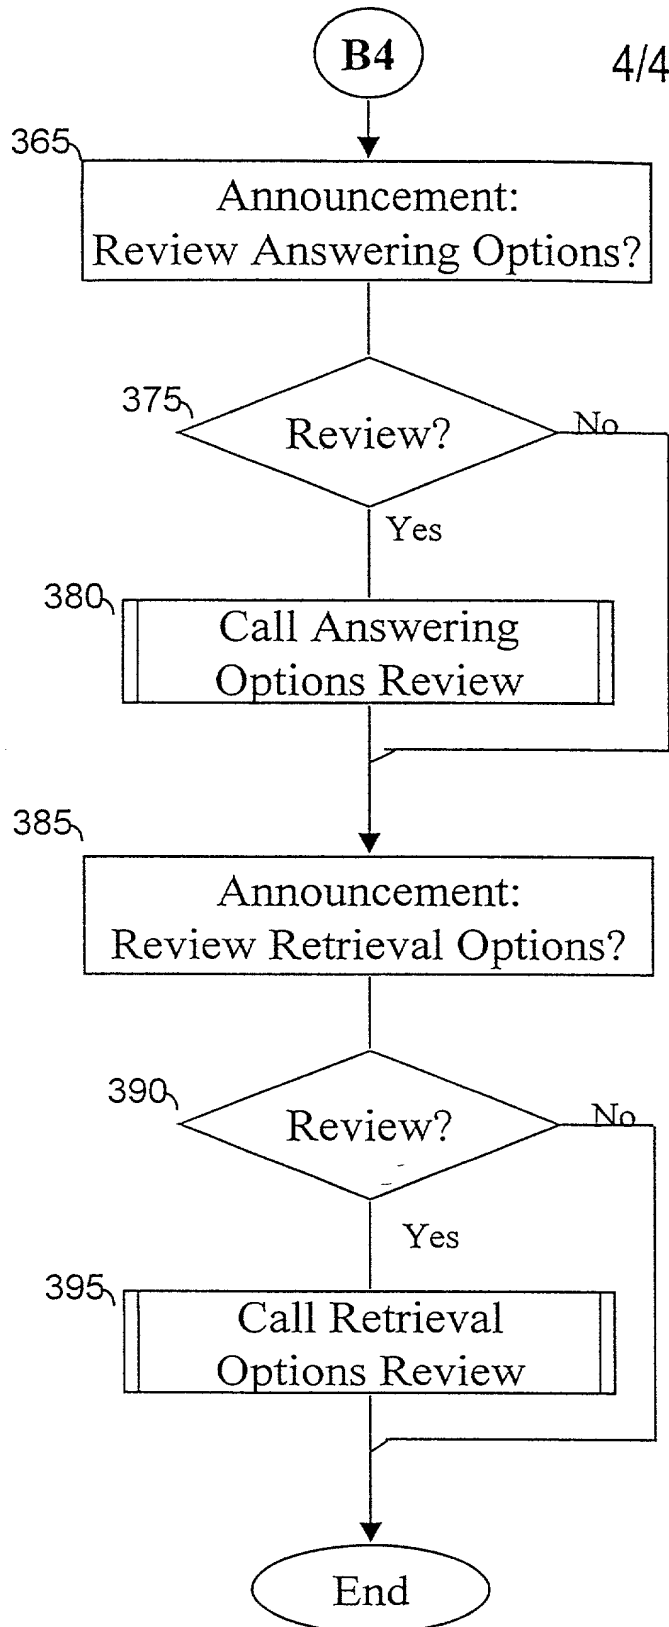 B4
4/4
365
Announcement:
Review Answering Options?
375
Review?
No
Yes
380
Call Answering
Options Review
385
Announcement:
Review Retrieval Options?
390
Review?
No
Yes
395
Call Retrieval
Options Review
End